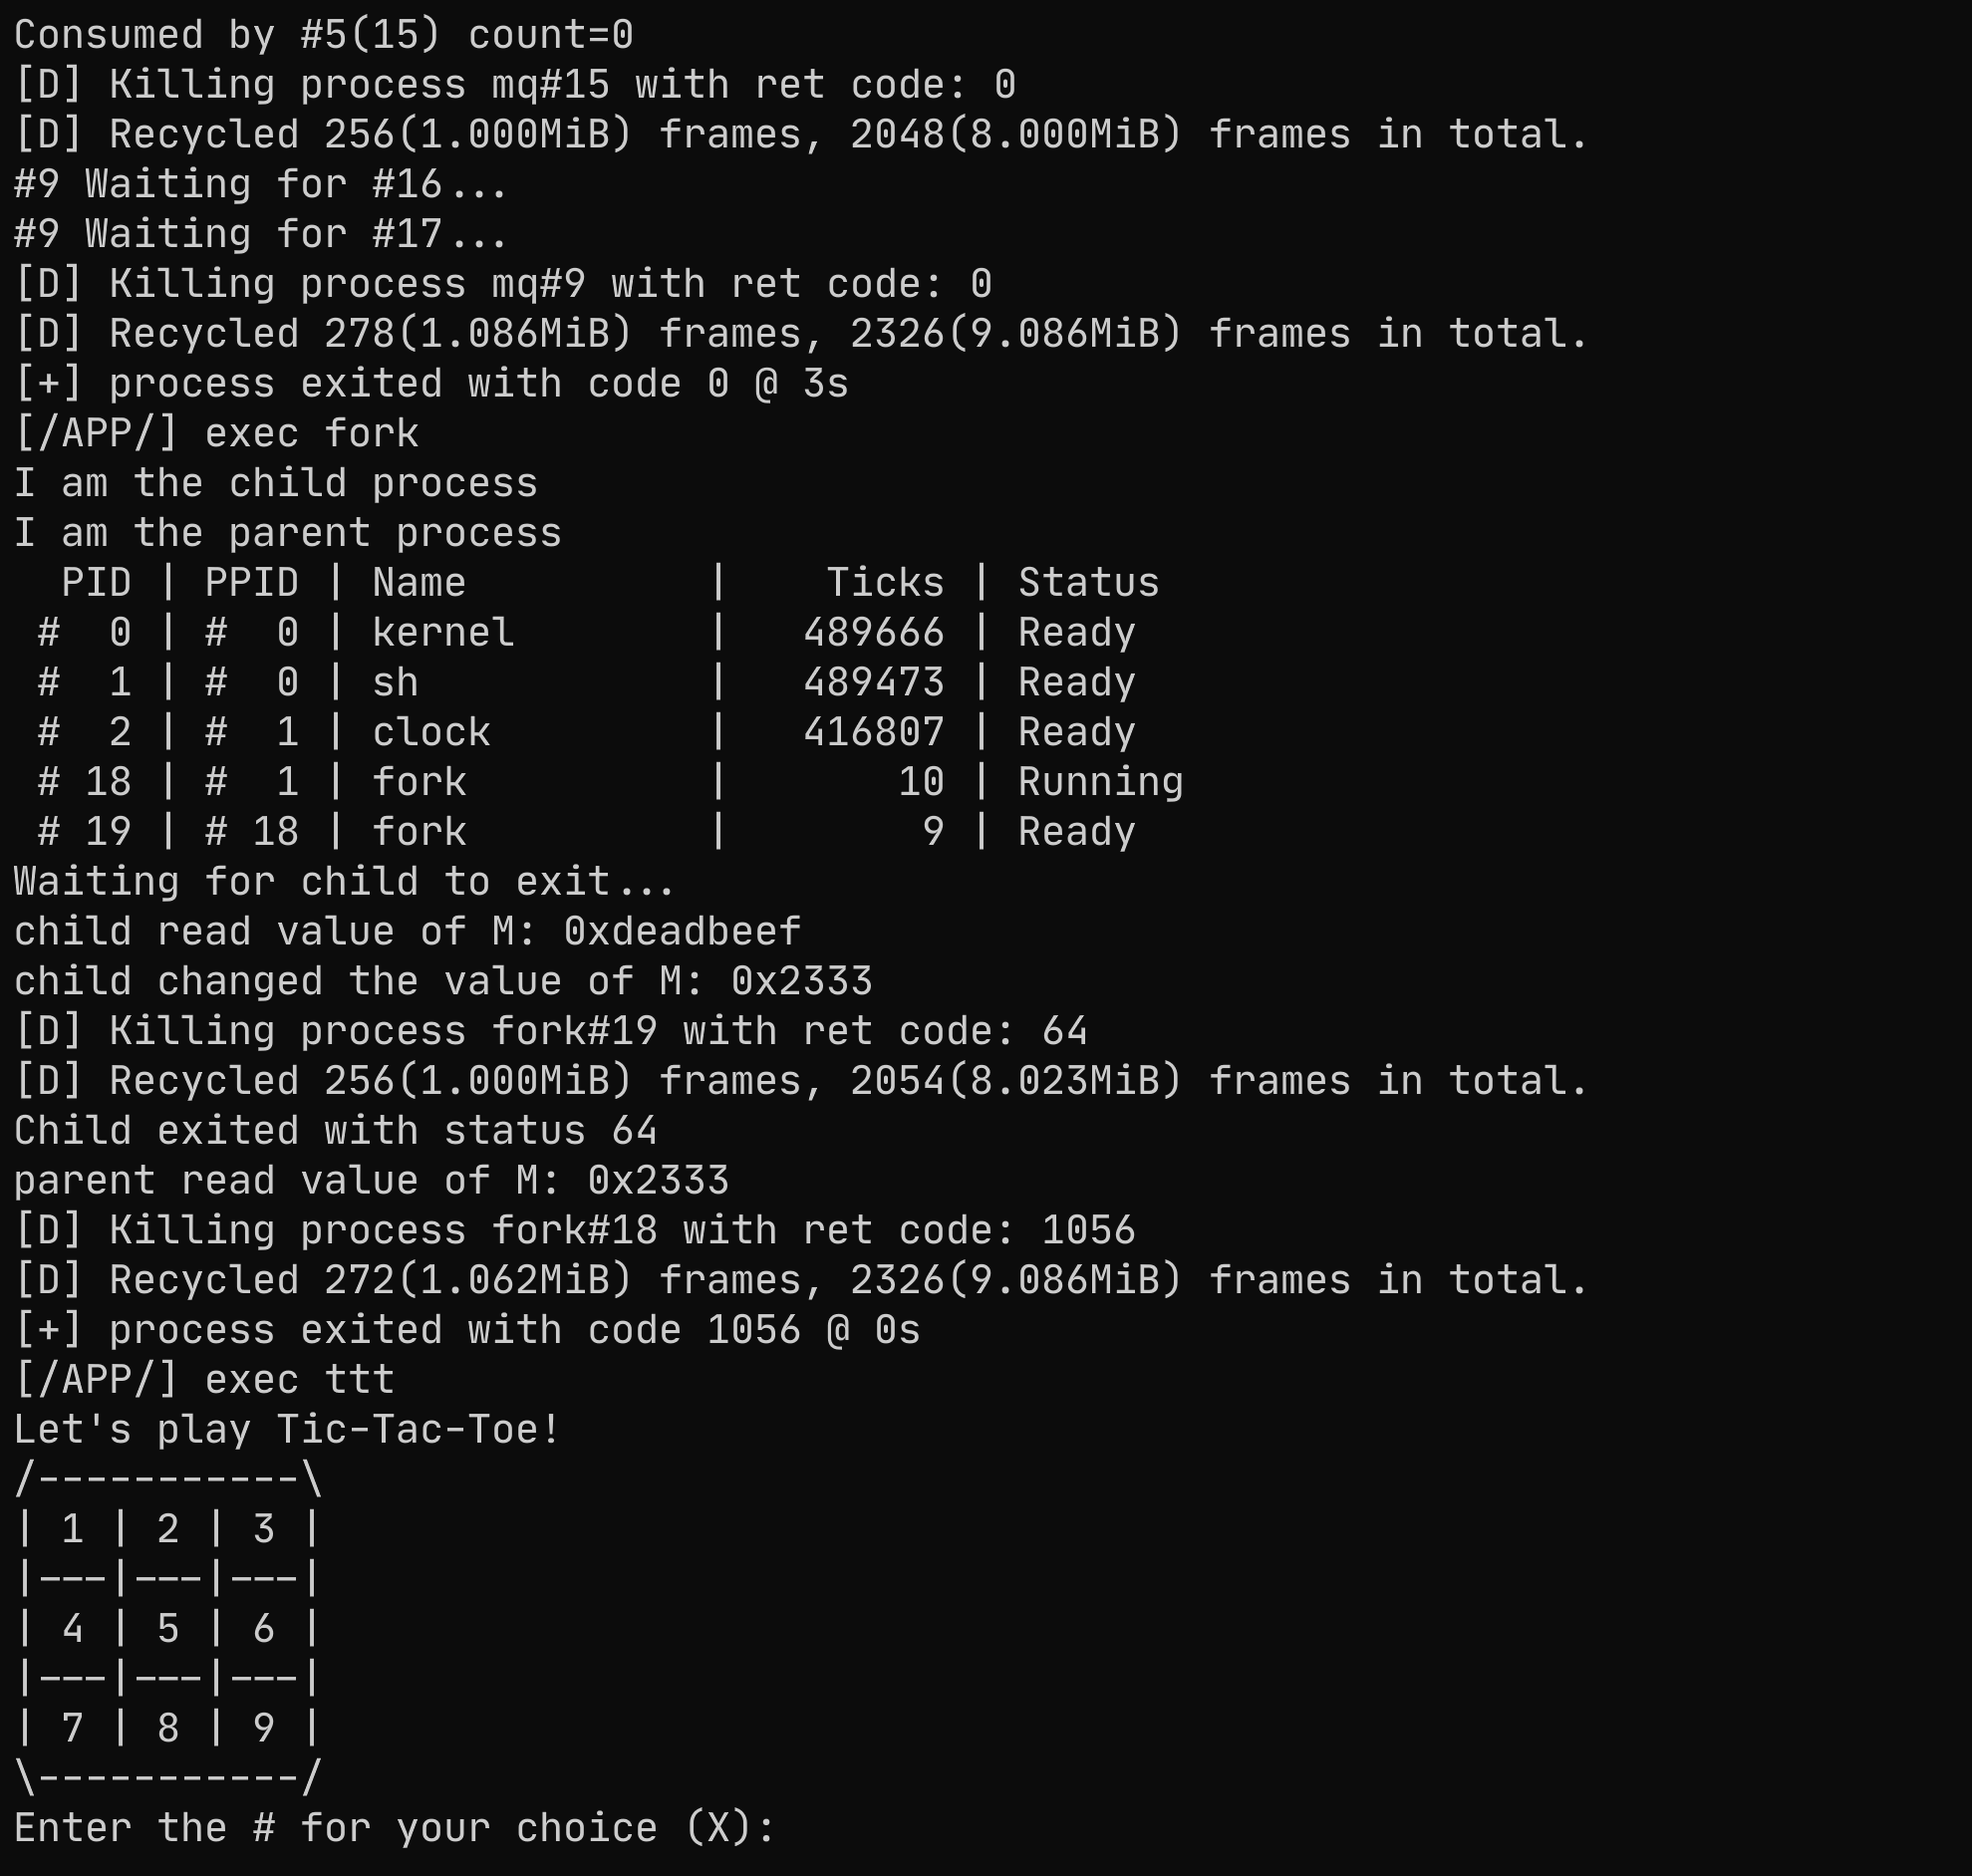 Consumed by #5(15) count=0
[D] Killing process mq#15 with ret code: 0
[D] Recycled 256(1.000MiB) frames, 2048(8.000MiB) frames in total.
#9 Waiting for #16...
#9 Waiting for #17...
[D] Killing process mq#9 with ret code: 0
[D] Recycled 278(1.086MiB) frames, 2326(9.086MiB) frames in total.
[+] process exited with code 0 @ 3s
[/APP/] exec fork
I am the child process
I am the parent process
  PID | PPID | Name          |    Ticks | Status
 #  0 | #  0 | kernel        |   489666 | Ready
 #  1 | #  0 | sh            |   489473 | Ready
 #  2 | #  1 | clock         |   416807 | Ready
 # 18 | #  1 | fork          |       10 | Running
 # 19 | # 18 | fork          |        9 | Ready
Waiting for child to exit...
child read value of M: 0xdeadbeef
child changed the value of M: 0x2333
[D] Killing process fork#19 with ret code: 64
[D] Recycled 256(1.000MiB) frames, 2054(8.023MiB) frames in total.
Child exited with status 64
parent read value of M: 0x2333
[D] Killing process fork#18 with ret code: 1056
[D] Recycled 272(1.062MiB) frames, 2326(9.086MiB) frames in total.
[+] process exited with code 1056 @ 0s
[/APP/] exec ttt
Let's play Tic-Tac-Toe!
/-----------\
| 1 | 2 | 3 |
|---|---|---|
| 4 | 5 | 6 |
|---|---|---|
| 7 | 8 | 9 |
\-----------/
Enter the # for your choice (X):